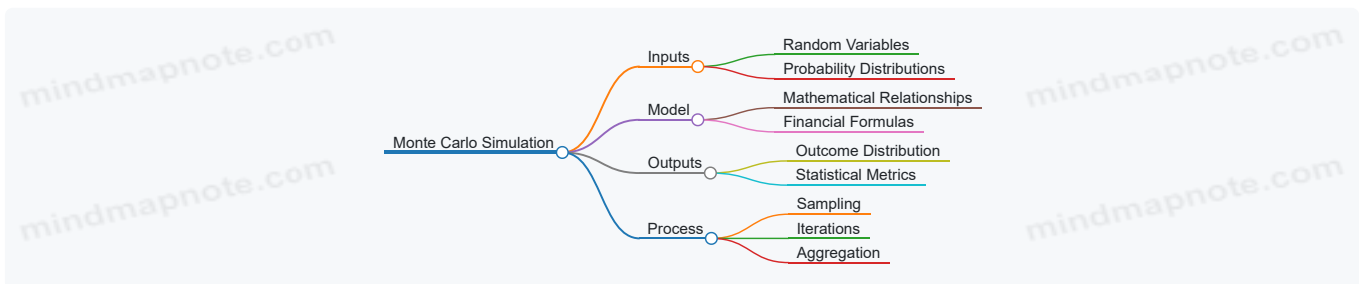 mindmapnote.com
mindmapnote.com
Monte Carlo Simulation
Inputs
Random Variables
Probability Distributions
Model
Mathematical Relationships
Financial Formulas
Outputs
Outcome Distribution
Statistical Metrics
Process
Sampling
Iterations
Aggregation
mindmapnote.com
mindmapnote.com